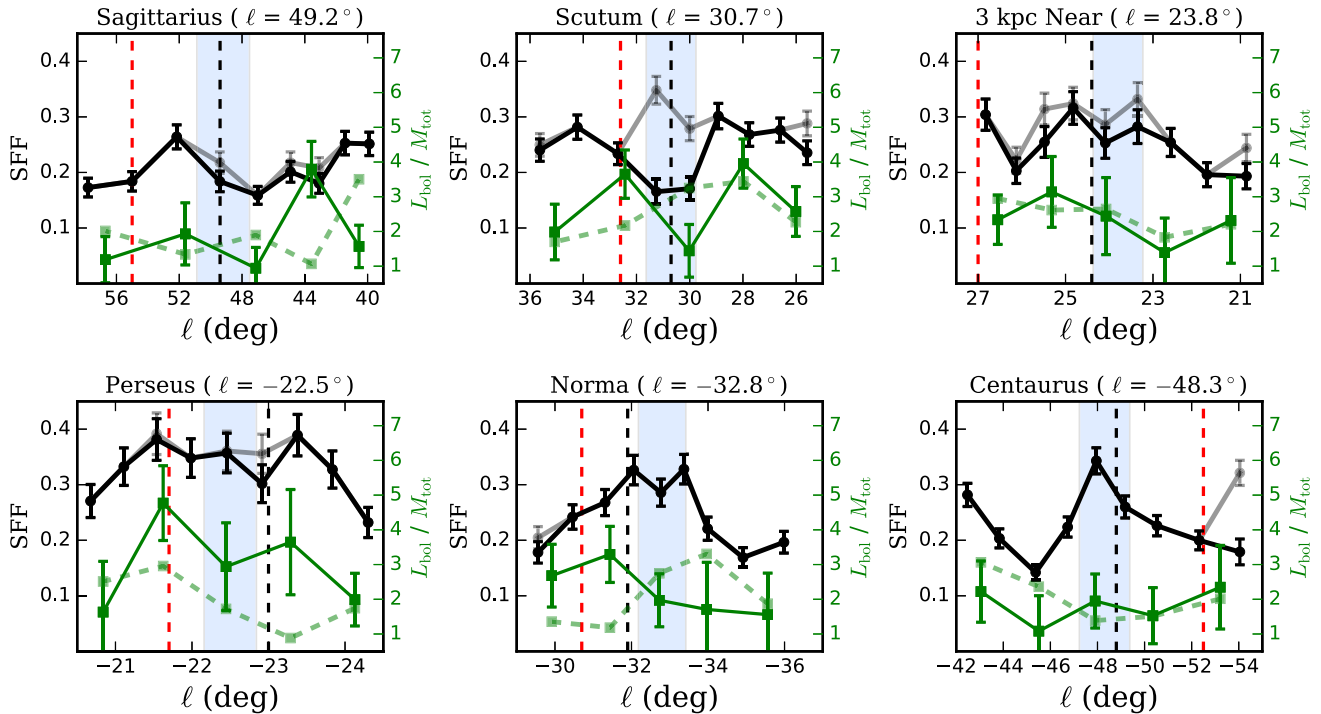 Sagittarius ( ℓ = 49.2°)
0.4
0.3
0.2
0.1
SFF
7
6
5
4
3
2
1
L_bol / M_tot
56 52 48 44 40
ℓ (deg)
Scutum ( ℓ = 30.7°)
0.4
0.3
0.2
0.1
SFF
7
6
5
4
3
2
1
L_bol / M_tot
36 34 32 30 28 26
ℓ (deg)
3 kpc Near ( ℓ = 23.8°)
0.4
0.3
0.2
0.1
SFF
7
6
5
4
3
2
1
L_bol / M_tot
27 25 23 21
ℓ (deg)
Perseus ( ℓ = −22.5°)
0.4
0.3
0.2
0.1
SFF
7
6
5
4
3
2
1
L_bol / M_tot
−21 −22 −23 −24
ℓ (deg)
Norma ( ℓ = −32.8°)
0.4
0.3
0.2
0.1
SFF
7
6
5
4
3
2
1
L_bol / M_tot
−30 −32 −34 −36
ℓ (deg)
Centaurus ( ℓ = −48.3°)
0.4
0.3
0.2
0.1
SFF
7
6
5
4
3
2
1
L_bol / M_tot
−42 −44 −46 −48 −50 −52 −54
ℓ (deg)